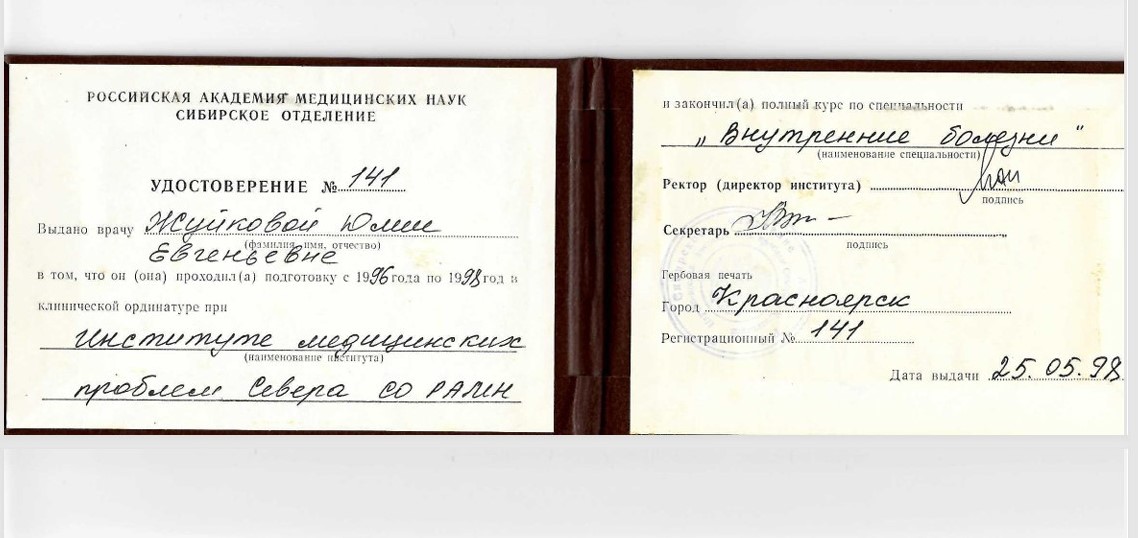 РОССИЙСКАЯ АКАДЕМИЯ МЕДИЦИНСКИХ НАУК
СИБИРСКОЕ ОТДЕЛЕНИЕ
УДОСТОВЕРЕНИЕ № 141
Выдано врачу Жуйковой Юлии
(фамилия, имя, отчество)
Евгеньевне
в том, что он (она) проходил(а) подготовку с 1996 года по 1998 год в
клинической ординатуре при
Институте медицинских
(наименование института)
проблем Севера СО РАМН
и закончил(а) полный курс по специальности
„Внутренние болезни"
(наименование специальности)
Ректор (директор института)
подпись
Секретарь
подпись
Гербовая печать
Город Красноярск
Регистрационный № 141
Дата выдачи 25.05.98